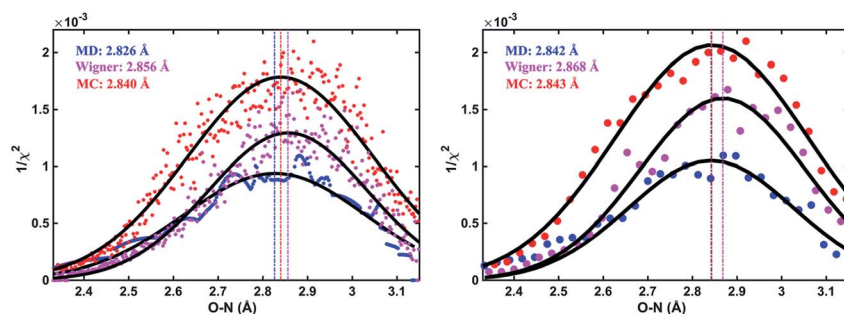 ×10⁻³
2
1.5
1
0.5
0
1/χ²
MD: 2.826 Å
Wigner: 2.856 Å
MC: 2.840 Å
2.4 2.5 2.6 2.7 2.8 2.9 3 3.1
O-N (Å)
×10⁻³
2
1.5
1
0.5
0
1/χ²
MD: 2.842 Å
Wigner: 2.868 Å
MC: 2.843 Å
2.4 2.5 2.6 2.7 2.8 2.9 3 3.1
O-N (Å)